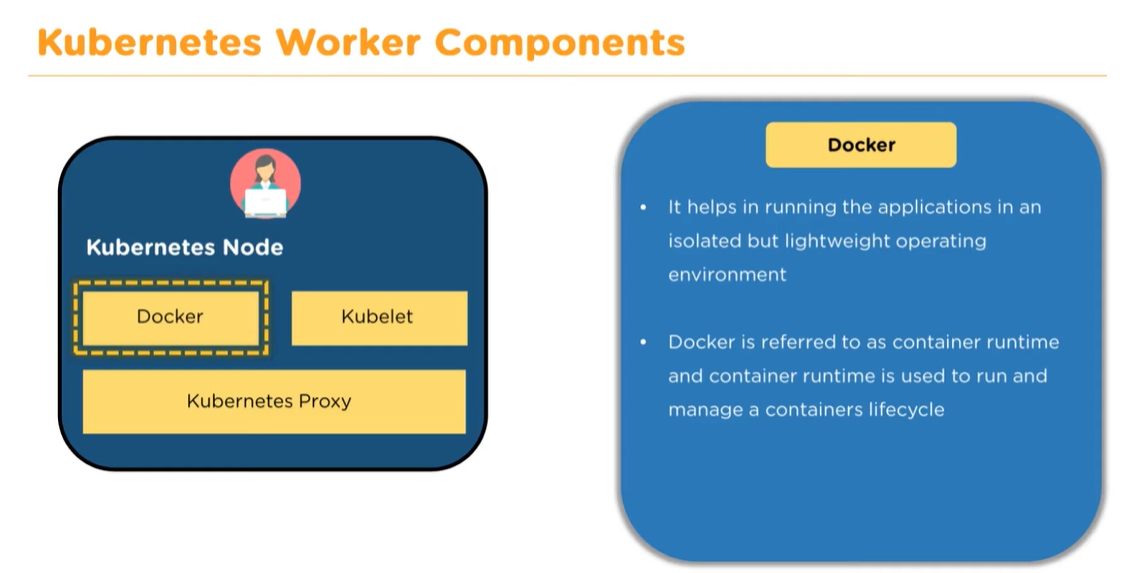 Kubernetes Worker Components
Kubernetes Node
Docker
Kubelet
Kubernetes Proxy
Docker
• It helps in running the applications in an
isolated but lightweight operating
environment
• Docker is referred to as container runtime
and container runtime is used to run and
manage a containers lifecycle